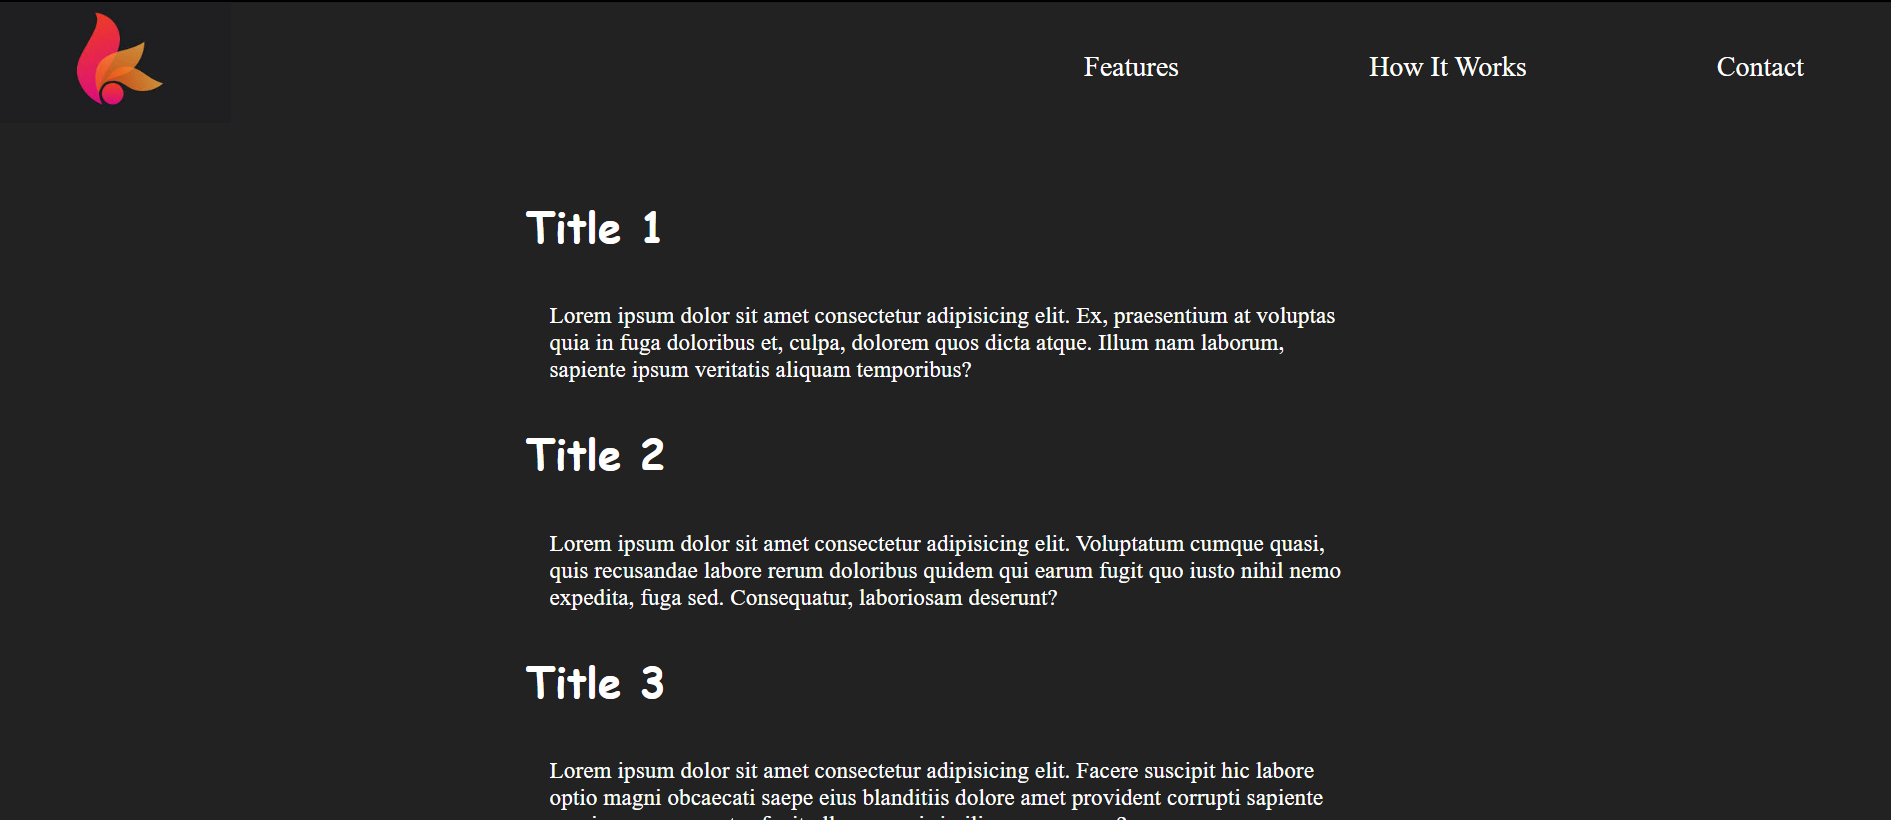 Features
How It Works
Contact
Title 1
Lorem ipsum dolor sit amet consectetur adipisicing elit. Ex, praesentium at voluptas
quia in fuga doloribus et, culpa, dolorem quos dicta atque. Illum nam laborum,
sapiente ipsum veritatis aliquam temporibus?
Title 2
Lorem ipsum dolor sit amet consectetur adipisicing elit. Voluptatum cumque quasi,
quis recusandae labore rerum doloribus quidem qui earum fugit quo iusto nihil nemo
expedita, fuga sed. Consequatur, laboriosam deserunt?
Title 3
Lorem ipsum dolor sit amet consectetur adipisicing elit. Facere suscipit hic labore
optio magni obcaecati saepe eius blanditiis dolore amet provident corrupti sapiente